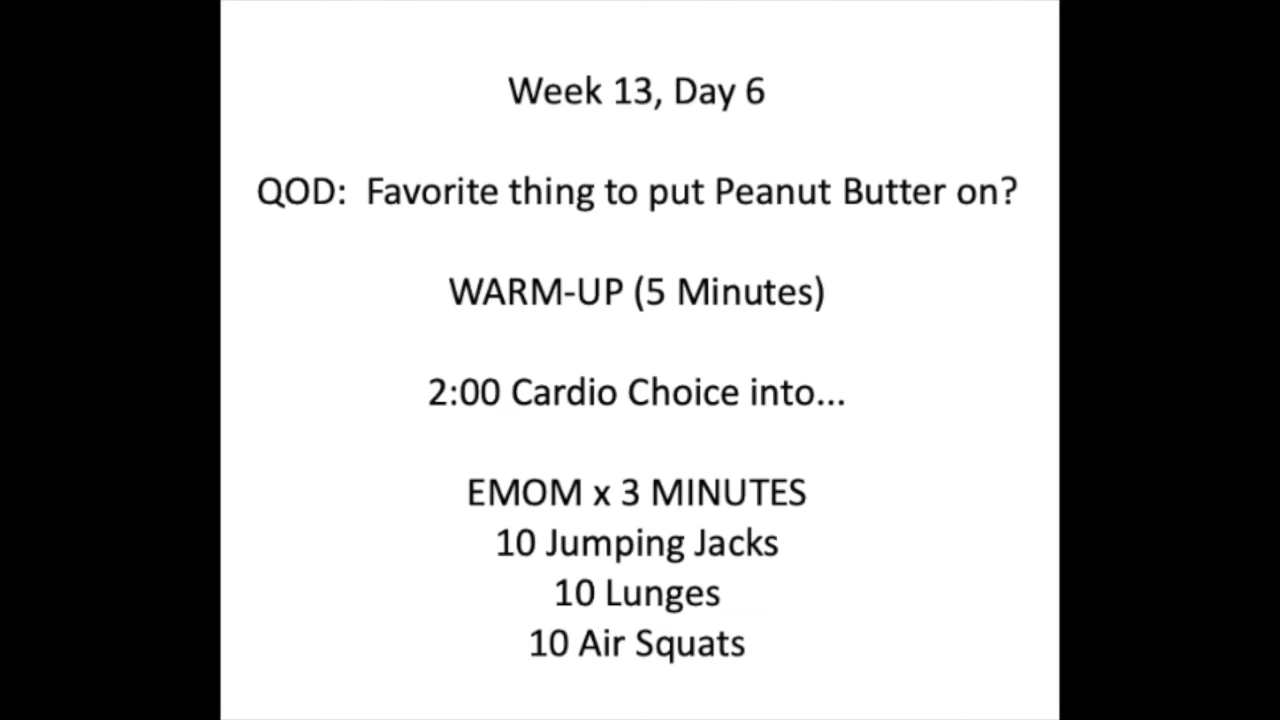 Week 13, Day 6
QOD:  Favorite thing to put Peanut Butter on?
WARM-UP (5 Minutes)
2:00 Cardio Choice into...
EMOM x 3 MINUTES
10 Jumping Jacks
10 Lunges
10 Air Squats